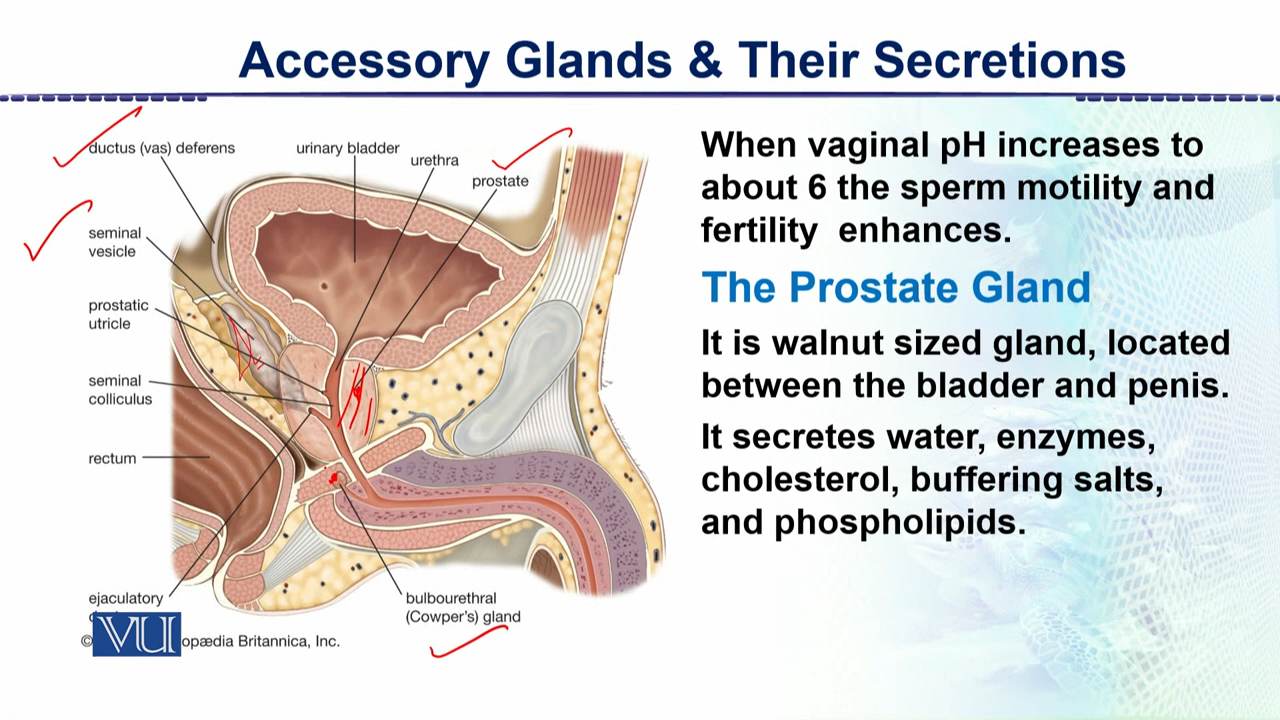 Accessory Glands & Their Secretions
ductus (vas) deferens
urinary bladder
urethra
prostate
seminal
vesicle
prostatic
utricle
seminal
colliculus
rectum
ejaculatory
bulbourethral
(Cowper's) gland
© VU opædia Britannica, Inc.
When vaginal pH increases to
about 6 the sperm motility and
fertility enhances.
The Prostate Gland
It is walnut sized gland, located
between the bladder and penis.
It secretes water, enzymes,
cholesterol, buffering salts,
and phospholipids.